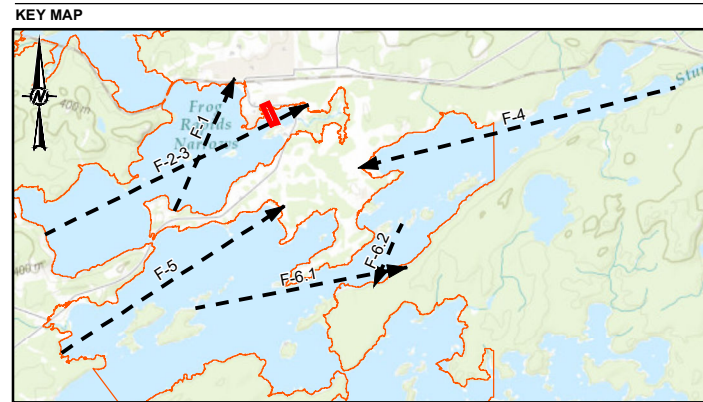 KEY MAP
N
400 m
Frog
Rapids
Narrows
F-1
F-2-3
F-4
Stu
F-5
F-6.1
F-6.2
400 m